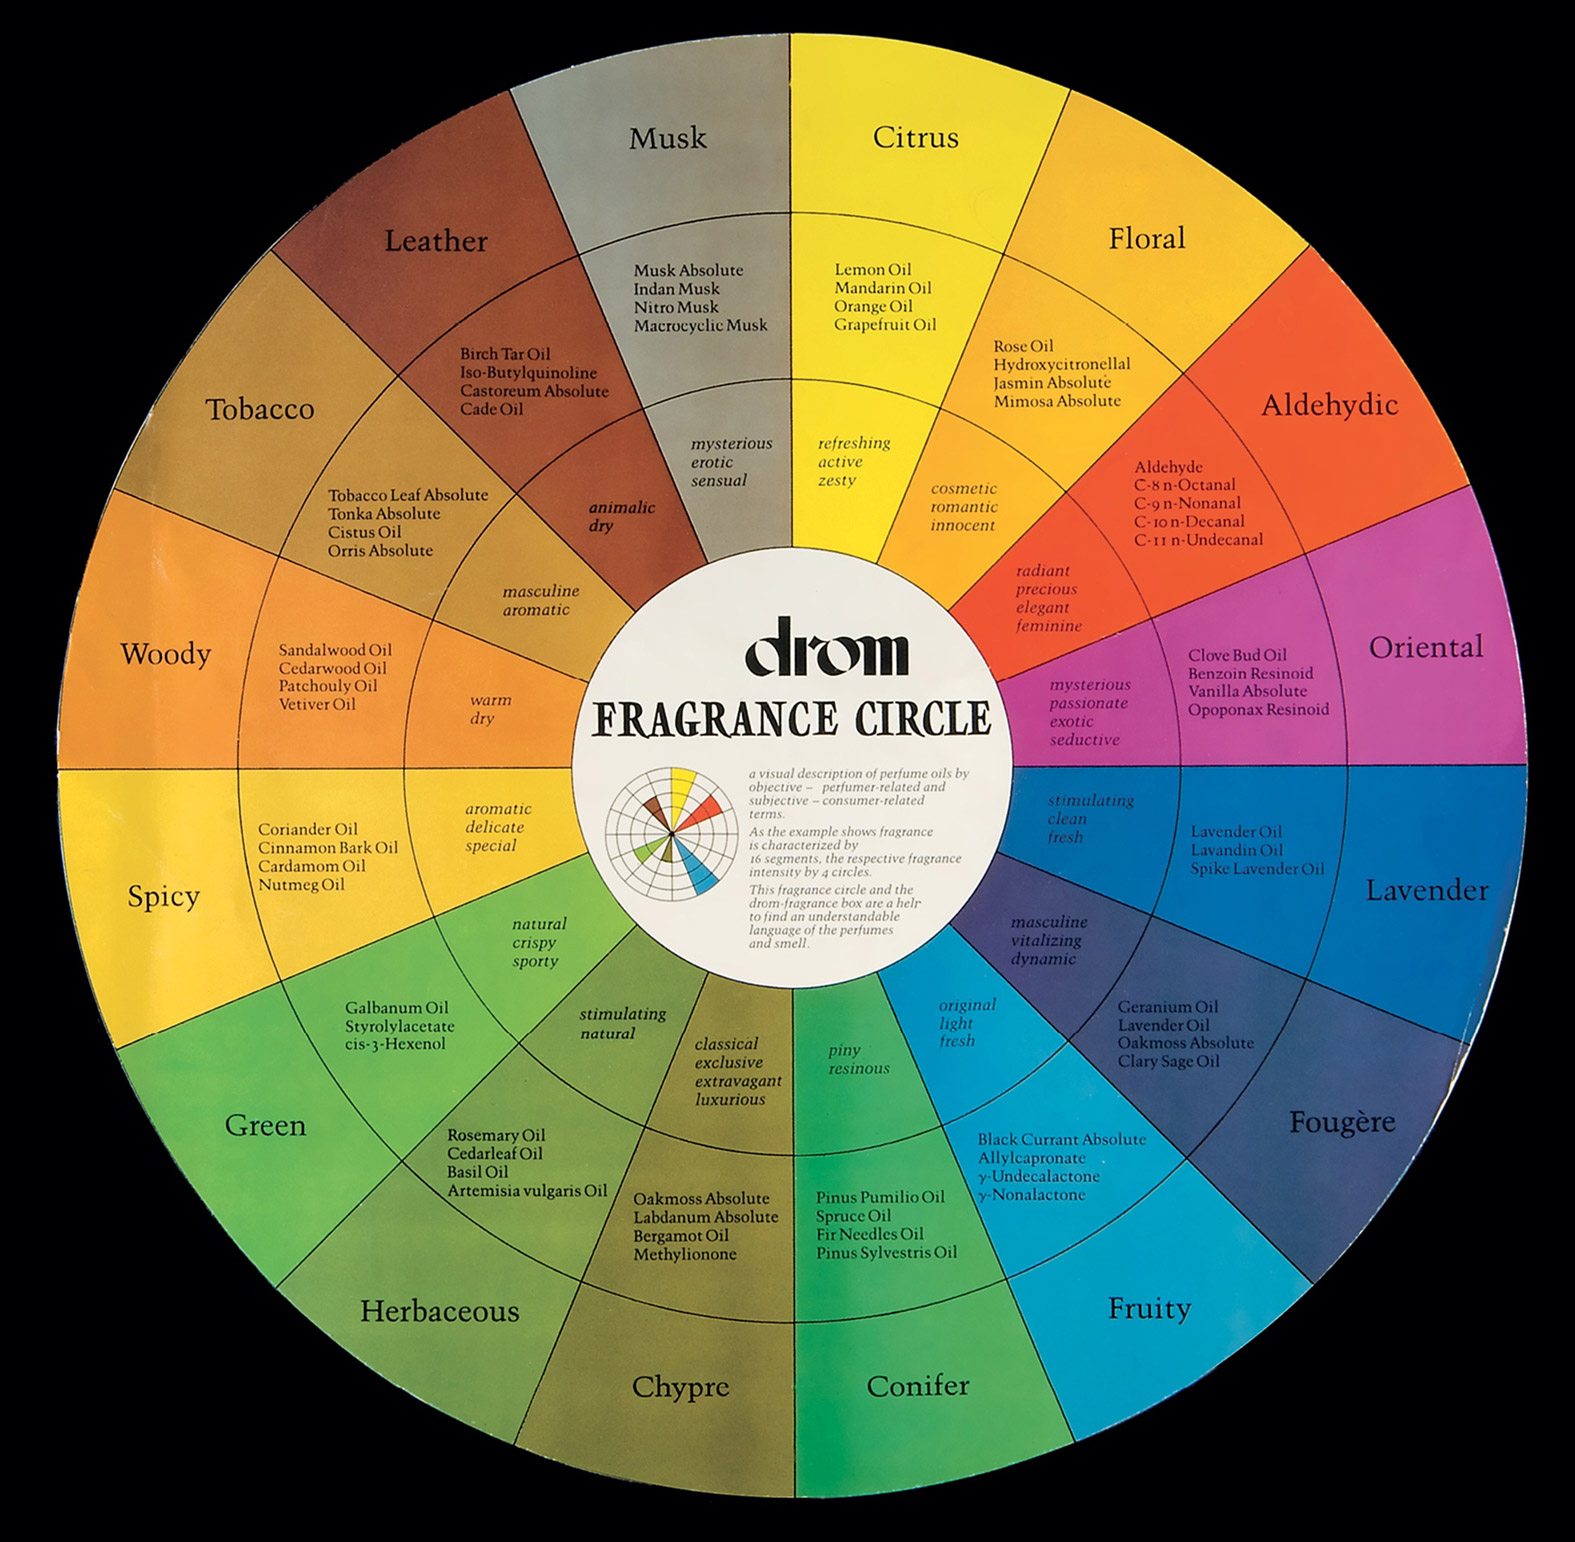 drom
FRAGRANCE CIRCLE
a visual description of perfume oils by
objective – perfumer-related and
subjective – consumer-related
terms.
As the example shows fragrance
is characterized by
16 segments, the respective fragrance
intensity by 4 circles.
This fragrance circle and the
drom-fragrance box are a help
to find an understandable
language of the perfumes
and smell.
Citrus
Lemon Oil
Mandarin Oil
Orange Oil
Grapefruit Oil
refreshing
active
zesty
Floral
Rose Oil
Hydroxycitronellal
Jasmin Absolute
Mimosa Absolute
cosmetic
romantic
innocent
Aldehydic
Aldehyde
C-8 n-Octanal
C-9 n-Nonanal
C-10 n-Decanal
C-11 n-Undecanal
radiant
precious
elegant
feminine
Oriental
Clove Bud Oil
Benzoin Resinoid
Vanilla Absolute
Opoponax Resinoid
mysterious
passionate
exotic
seductive
Lavender
Lavender Oil
Lavandin Oil
Spike Lavender Oil
stimulating
clean
fresh
Fougère
Geranium Oil
Lavender Oil
Oakmoss Absolute
Clary Sage Oil
masculine
vitalizing
dynamic
Fruity
Black Currant Absolute
Allylcapronate
γ-Undecalactone
γ-Nonalactone
original
light
fresh
Conifer
Pinus Pumilio Oil
Spruce Oil
Fir Needles Oil
Pinus Sylvestris Oil
piny
resinous
Chypre
Oakmoss Absolute
Labdanum Absolute
Bergamot Oil
Methylionone
classical
exclusive
extravagant
luxurious
Herbaceous
Rosemary Oil
Cedarleaf Oil
Basil Oil
Artemisia vulgaris Oil
stimulating
natural
Green
Galbanum Oil
Styrolylacetate
cis-3-Hexenol
natural
crispy
sporty
Spicy
Coriander Oil
Cinnamon Bark Oil
Cardamom Oil
Nutmeg Oil
aromatic
delicate
special
Woody
Sandalwood Oil
Cedarwood Oil
Patchouly Oil
Vetiver Oil
warm
dry
Tobacco
Tobacco Leaf Absolute
Tonka Absolute
Cistus Oil
Orris Absolute
masculine
aromatic
Leather
Birch Tar Oil
Iso-Butylquinoline
Castoreum Absolute
Cade Oil
animalic
dry
Musk
Musk Absolute
Indan Musk
Nitro Musk
Macrocyclic Musk
mysterious
erotic
sensual